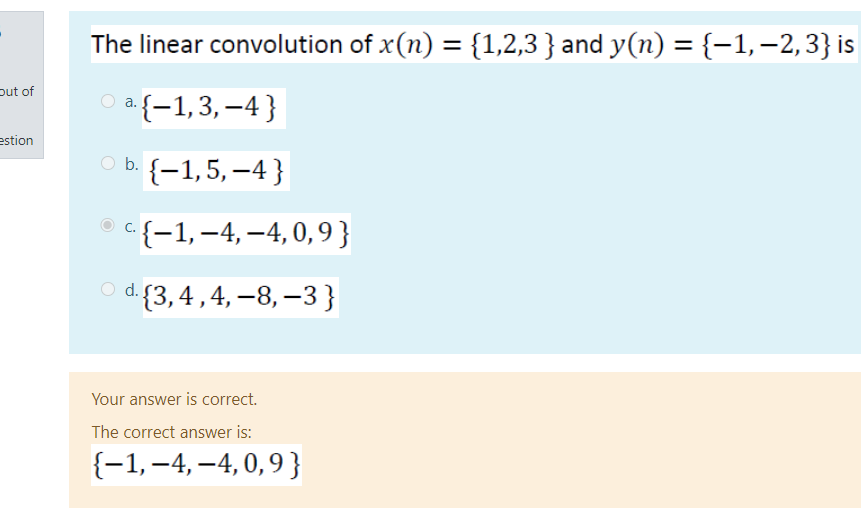 out of
estion
The linear convolution of x(n) = {1,2,3 } and y(n) = {−1, −2, 3} is
a. {−1, 3, −4 }
b. {−1, 5, −4 }
c. {−1, −4, −4, 0, 9 }
d. {3, 4 , 4, −8, −3 }
Your answer is correct.
The correct answer is:
{−1, −4, −4, 0, 9 }